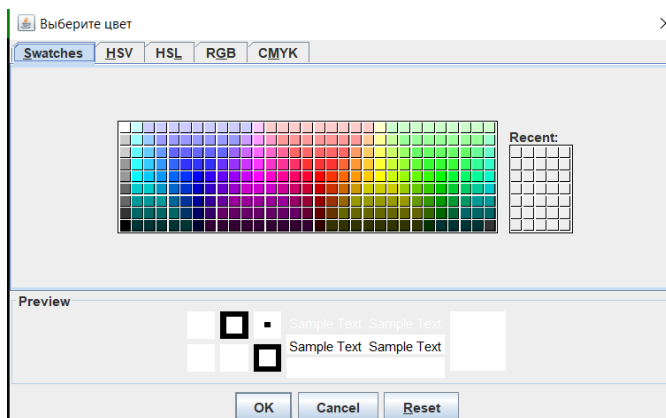 Выберите цвет
Swatches HSV HSL RGB CMYK
Recent:
Preview
Sample Text Sample Text
Sample Text Sample Text
OK Cancel Reset